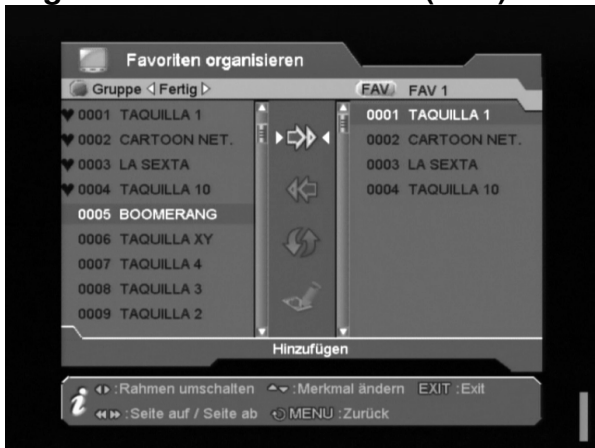 Favoriten organisieren
Gruppe Fertig
FAV FAV 1
0001 TAQUILLA 1
0002 CARTOON NET.
0003 LA SEXTA
0004 TAQUILLA 10
0005 BOOMERANG
0006 TAQUILLA XY
0007 TAQUILLA 4
0008 TAQUILLA 3
0009 TAQUILLA 2
0001 TAQUILLA 1
0002 CARTOON NET.
0003 LA SEXTA
0004 TAQUILLA 10
Hinzufügen
:Rahmen umschalten :Merkmal ändern EXIT :Exit
:Seite auf / Seite ab MENU :Zurück